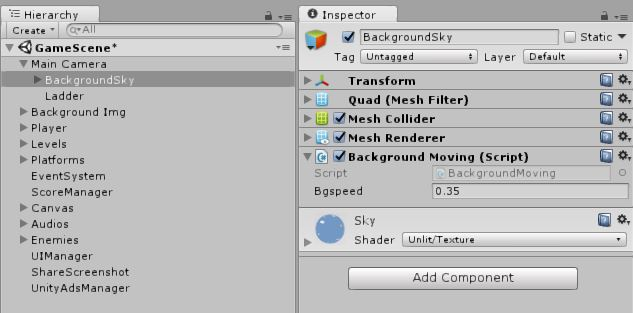 Hierarchy
Create
All
GameScene*
Main Camera
BackgroundSky
Ladder
Background Img
Player
Levels
Platforms
EventSystem
ScoreManager
Canvas
Audios
Enemies
UIManager
ShareScreenshot
UnityAdsManager
Inspector
BackgroundSky Static
Tag Untagged Layer Default
Transform
Quad (Mesh Filter)
Mesh Collider
Mesh Renderer
Background Moving (Script)
Script BackgroundMoving
Bgspeed 0.35
Sky
Shader Unlit/Texture
Add Component